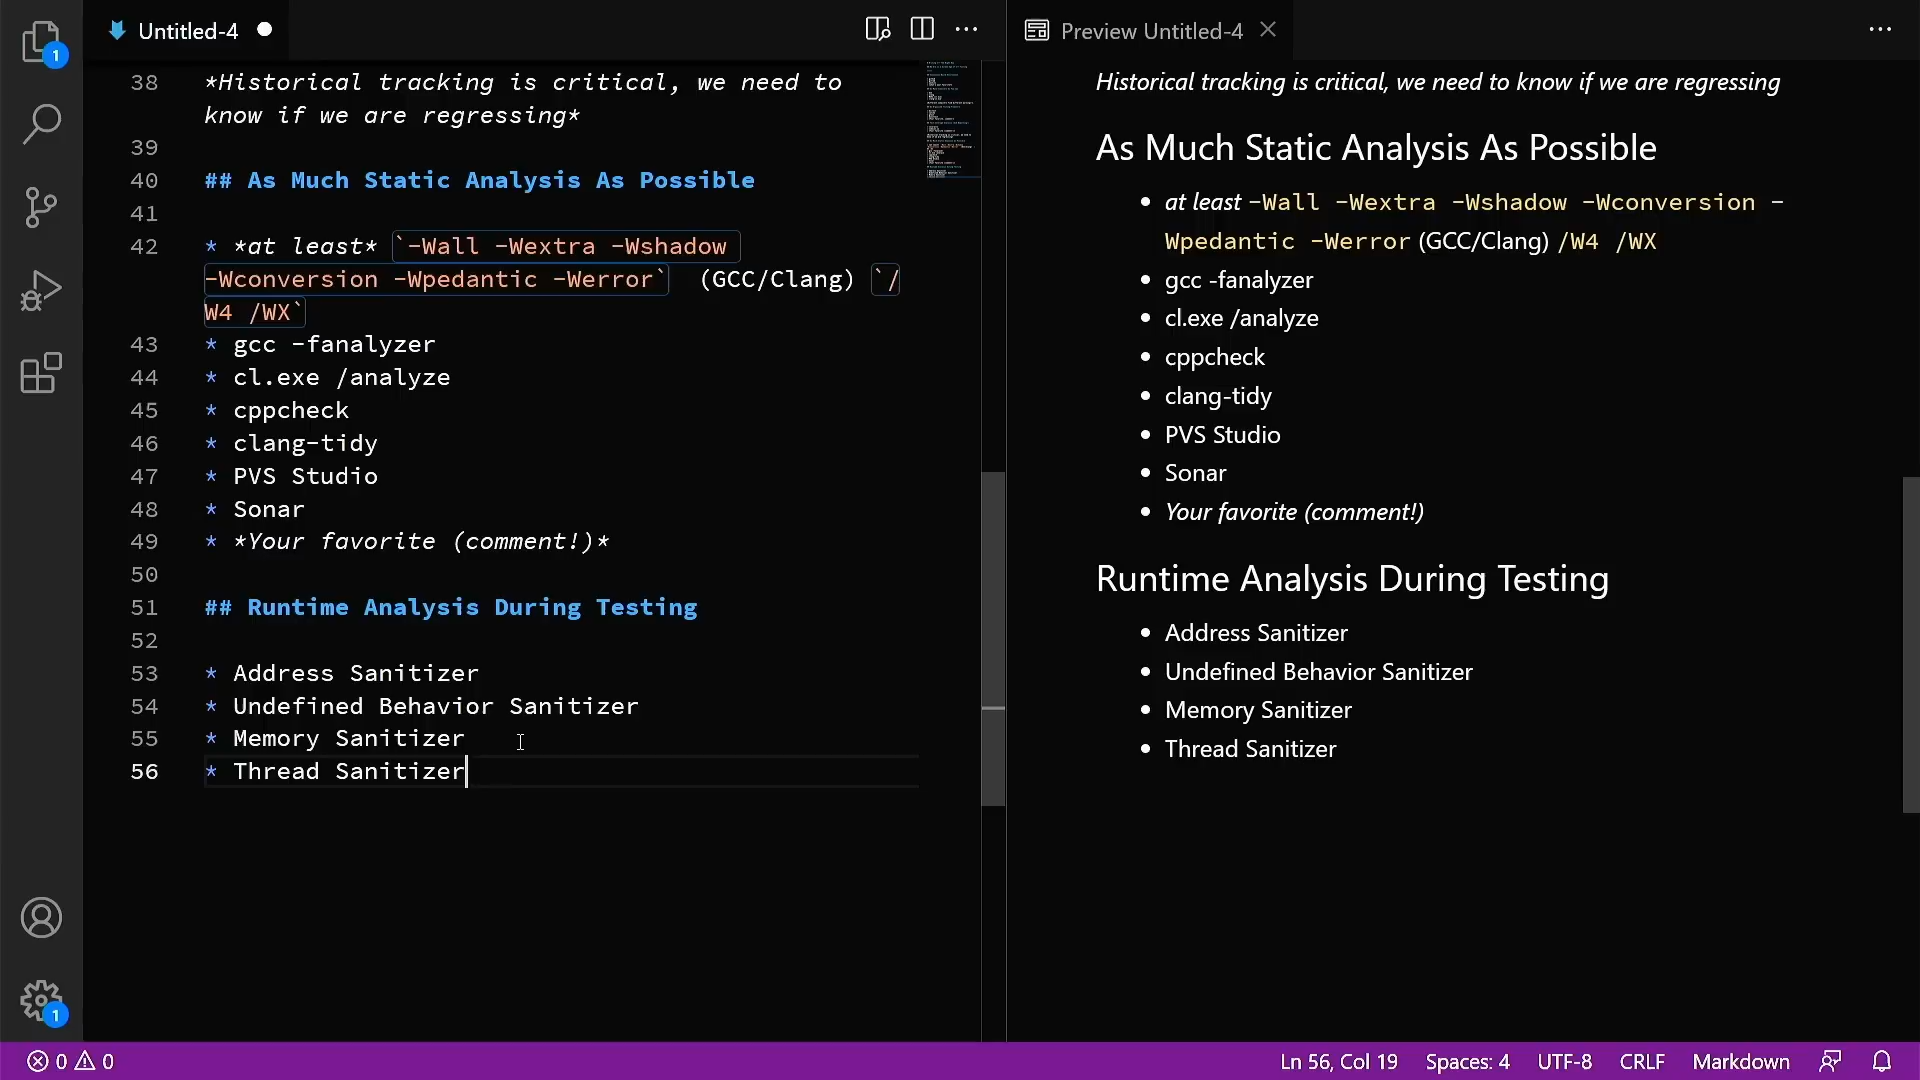 Untitled-4
Preview Untitled-4
38 *Historical tracking is critical, we need to
know if we are regressing*
39
40 ## As Much Static Analysis As Possible
41
42 * *at least* `-Wall -Wextra -Wshadow
-Wconversion -Wpedantic -Werror` (GCC/Clang) `/
W4 /WX`
43 * gcc -fanalyzer
44 * cl.exe /analyze
45 * cppcheck
46 * clang-tidy
47 * PVS Studio
48 * Sonar
49 * *Your favorite (comment!)*
50
51 ## Runtime Analysis During Testing
52
53 * Address Sanitizer
54 * Undefined Behavior Sanitizer
55 * Memory Sanitizer
56 * Thread Sanitizer
Historical tracking is critical, we need to know if we are regressing
As Much Static Analysis As Possible
• at least -Wall -Wextra -Wshadow -Wconversion -
Wpedantic -Werror (GCC/Clang) /W4 /WX
• gcc -fanalyzer
• cl.exe /analyze
• cppcheck
• clang-tidy
• PVS Studio
• Sonar
• Your favorite (comment!)
Runtime Analysis During Testing
• Address Sanitizer
• Undefined Behavior Sanitizer
• Memory Sanitizer
• Thread Sanitizer
1
1
0 0
Ln 56, Col 19 Spaces: 4 UTF-8 CRLF Markdown